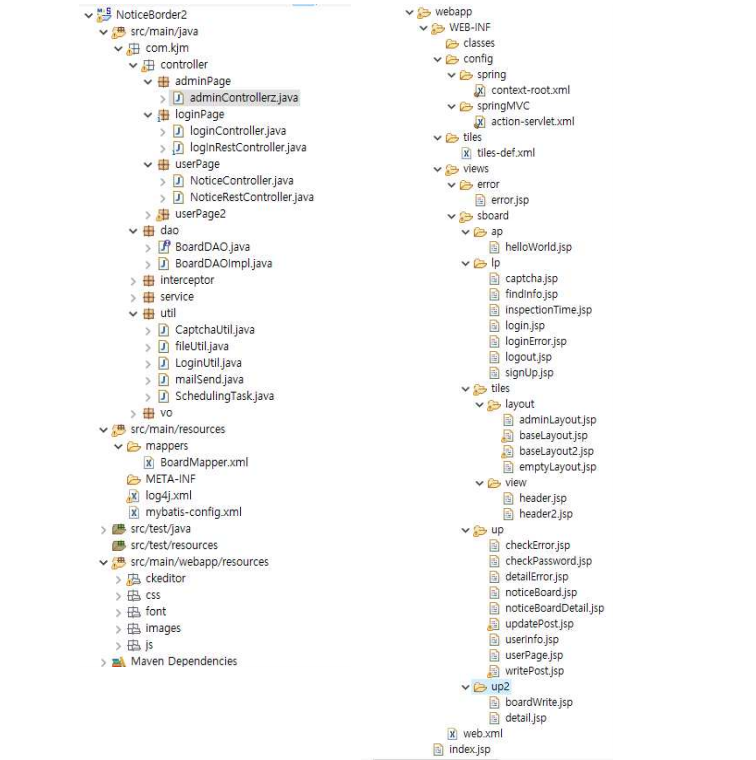 NoticeBorder2
src/main/java
com.kjm
controller
adminPage
adminControllerz.java
loginPage
loginController.java
logInRestController.java
userPage
NoticeController.java
NoticeRestController.java
userPage2
dao
BoardDAO.java
BoardDAOImpl.java
interceptor
service
util
CaptchaUtil.java
fileUtil.java
LoginUtil.java
mailSend.java
SchedulingTask.java
vo
src/main/resources
mappers
BoardMapper.xml
META-INF
log4j.xml
mybatis-config.xml
src/test/java
src/test/resources
src/main/webapp/resources
ckeditor
css
font
images
js
Maven Dependencies
webapp
WEB-INF
classes
config
spring
context-root.xml
springMVC
action-servlet.xml
tiles
tiles-def.xml
views
error
error.jsp
sboard
ap
helloWorld.jsp
lp
captcha.jsp
findInfo.jsp
inspectionTime.jsp
login.jsp
loginError.jsp
logout.jsp
signUp.jsp
tiles
layout
adminLayout.jsp
baseLayout.jsp
baseLayout2.jsp
emptyLayout.jsp
view
header.jsp
header2.jsp
up
checkError.jsp
checkPassword.jsp
detailError.jsp
noticeBoard.jsp
noticeBoardDetail.jsp
updatePost.jsp
userInfo.jsp
userPage.jsp
writePost.jsp
up2
boardWrite.jsp
detail.jsp
web.xml
index.jsp